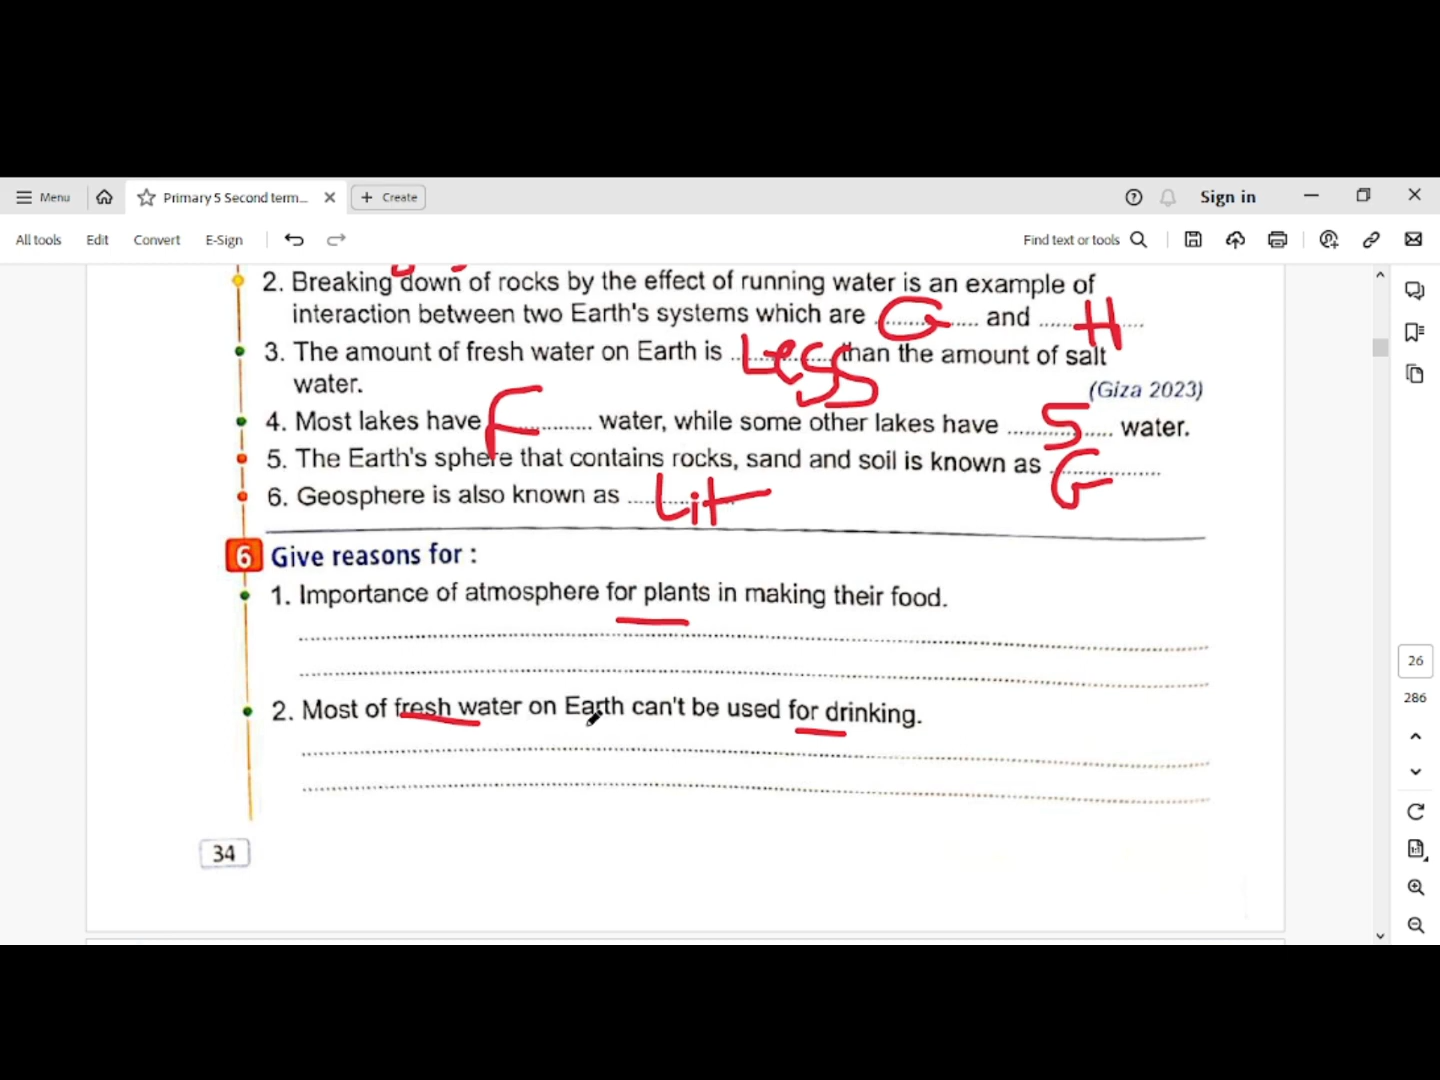 Menu
Primary 5 Second term...
Create
Sign in
All tools
Edit
Convert
E-Sign
Find text or tools
2. Breaking down of rocks by the effect of running water is an example of
interaction between two Earth's systems which are G and H
3. The amount of fresh water on Earth is Less than the amount of salt
water.
(Giza 2023)
4. Most lakes have F water, while some other lakes have S water.
5. The Earth's sphere that contains rocks, sand and soil is known as G
6. Geosphere is also known as Lit
6 Give reasons for :
1. Importance of atmosphere for plants in making their food.
2. Most of fresh water on Earth can't be used for drinking.
34
26
286